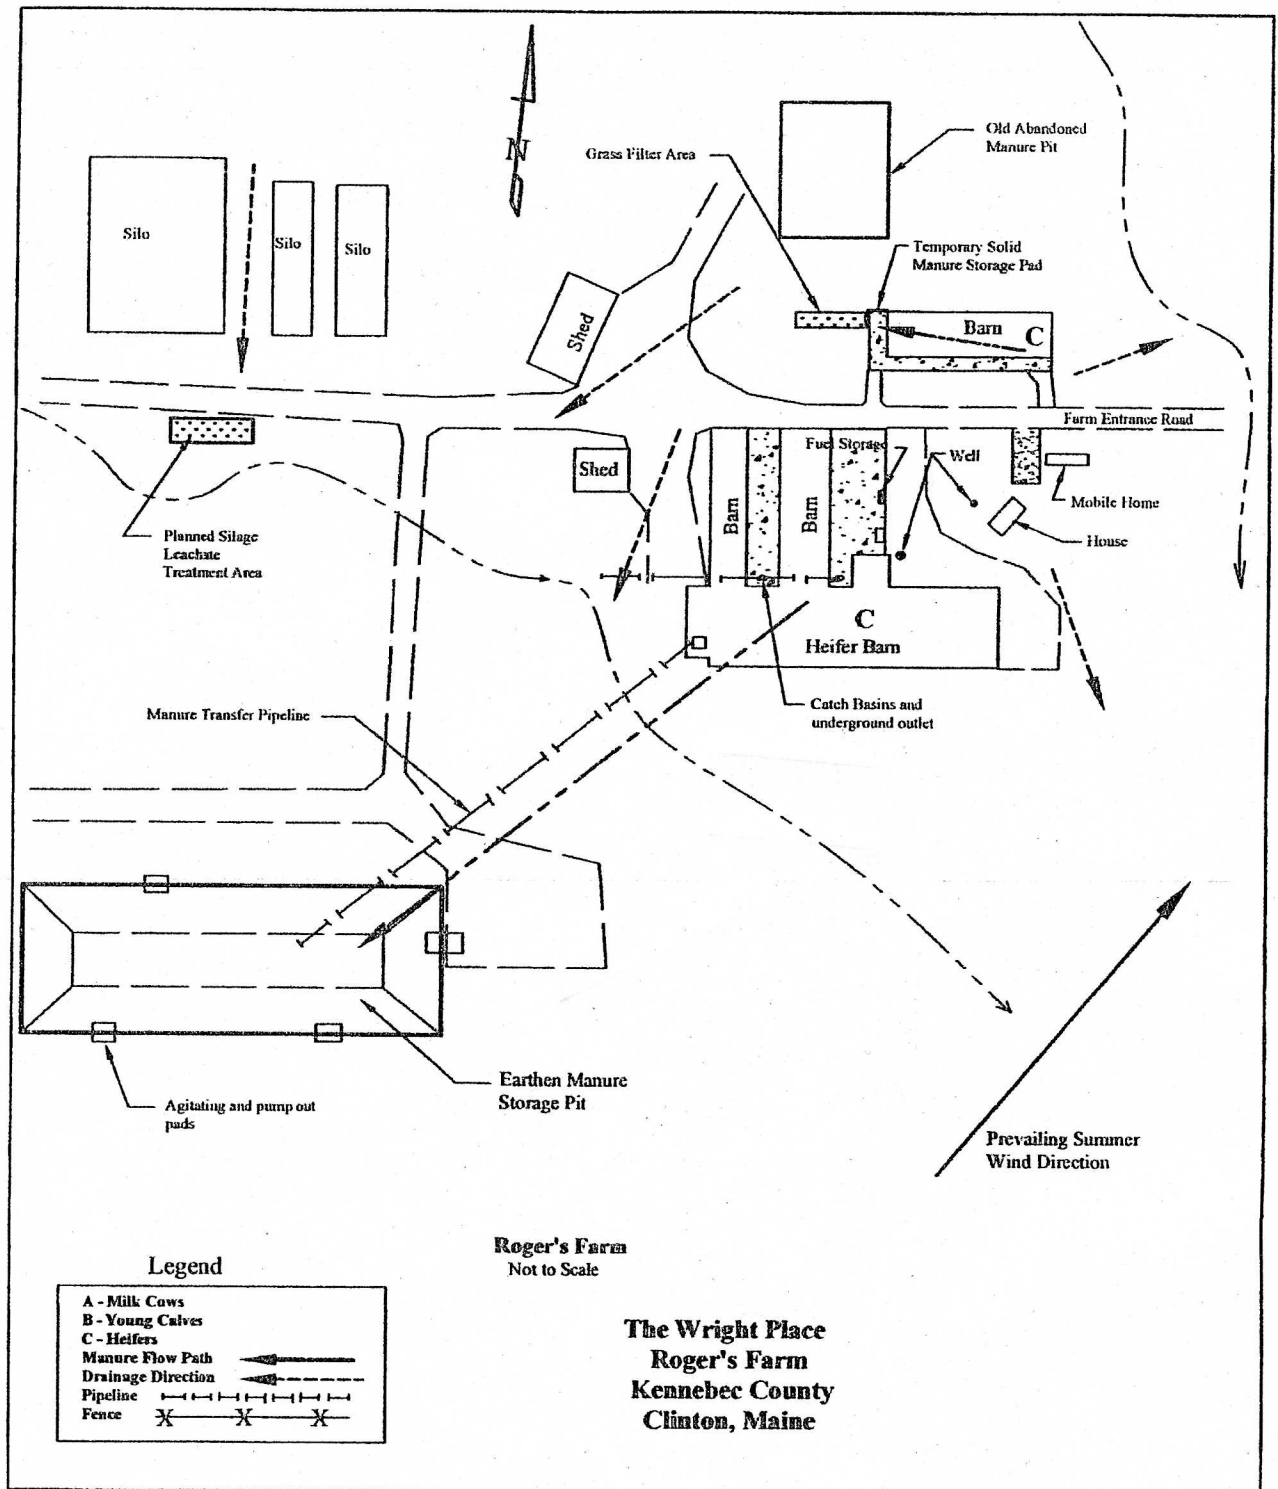 N
Old Abandoned
Manure Pit
Grass Filter Area
Silo
Silo
Silo
Temporary Solid
Manure Storage Pad
Shed
Barn
C
Farm Entrance Road
Fuel Storage
Well
Shed
Barn
Barn
Mobile Home
House
Planned Silage
Leachate
Treatment Area
C
Heifer Barn
Manure Transfer Pipeline
Catch Basins and
underground outlet
Earthen Manure
Storage Pit
Agitating and pump out
pads
Prevailing Summer
Wind Direction
Roger's Farm
Not to Scale
Legend
A - Milk Cows
B - Young Calves
C - Heifers
Manure Flow Path
Drainage Direction
Pipeline
Fence
The Wright Place
Roger's Farm
Kennebec County
Clinton, Maine